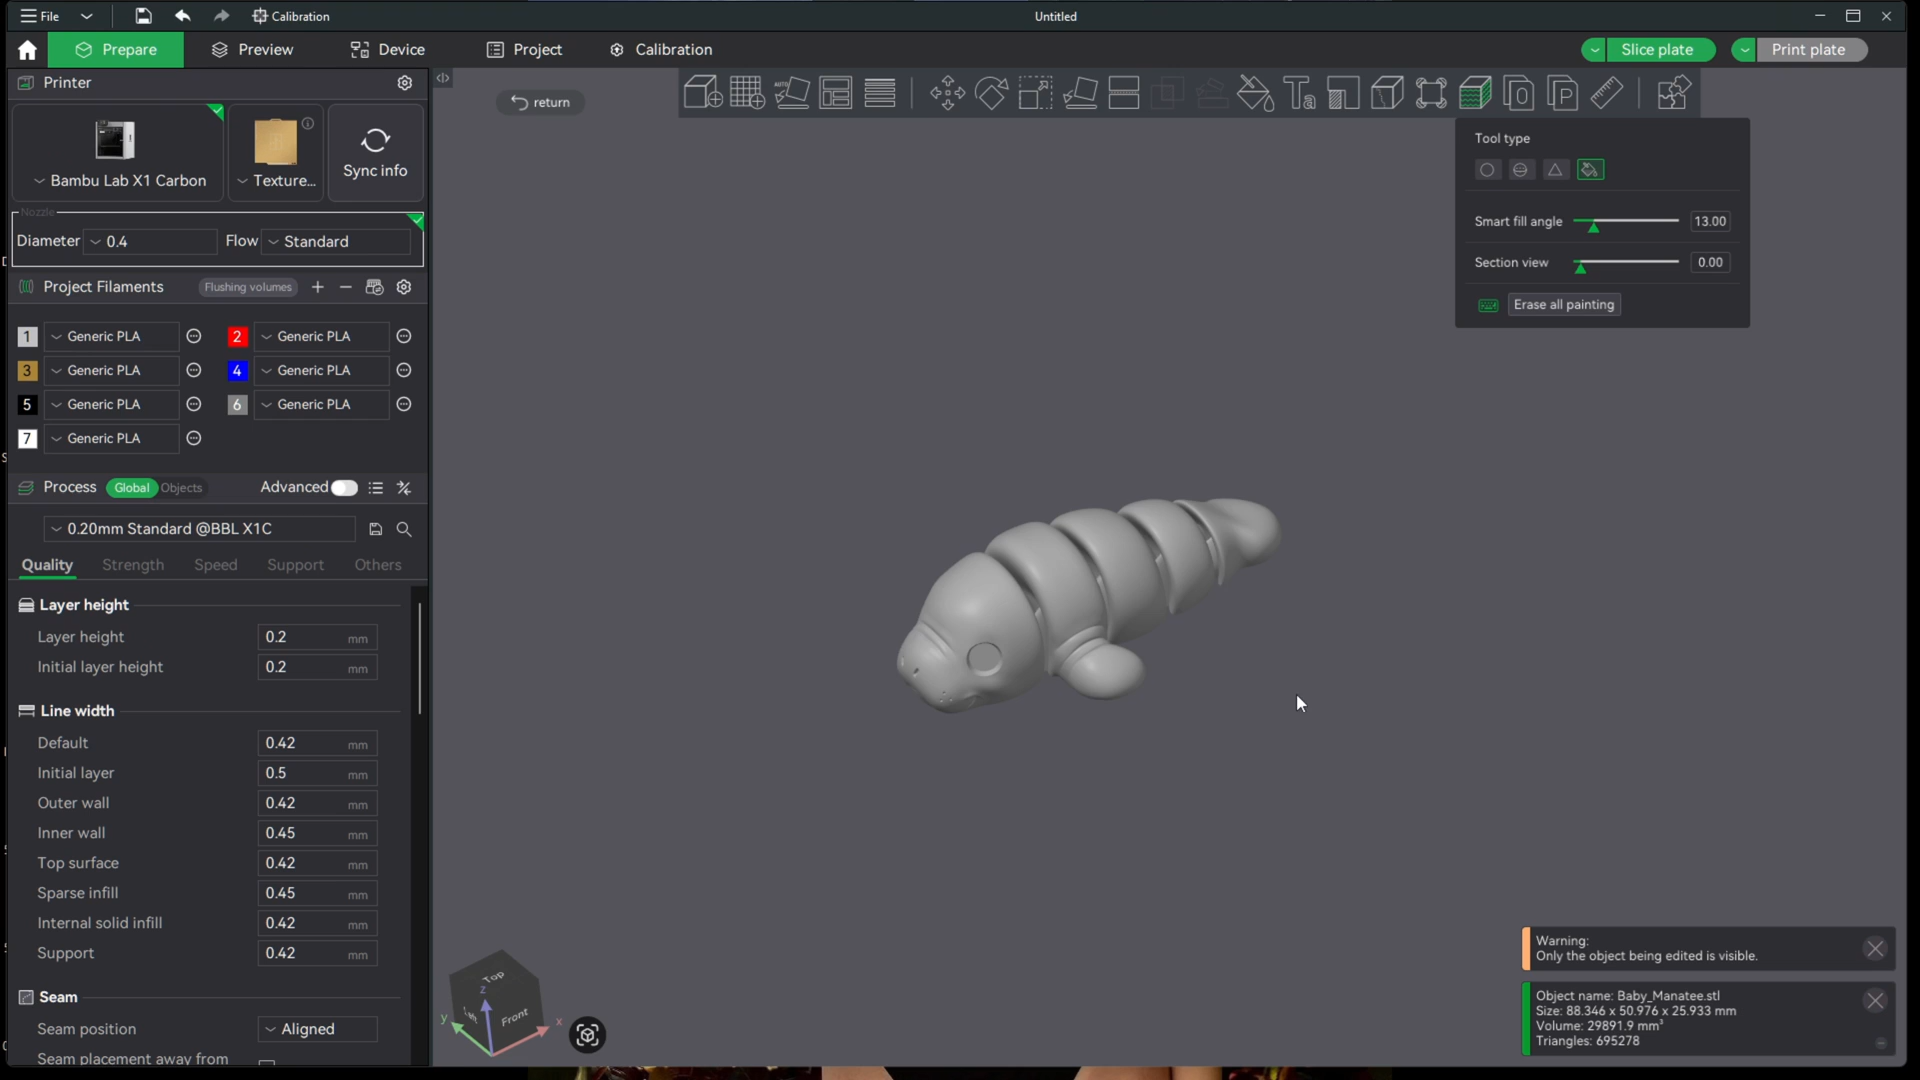 File
Calibration
Untitled
Prepare
Preview
Device
Project
Calibration
Slice plate
Print plate
Printer
return
Bambu Lab X1 Carbon
Texture...
Sync info
Nozzle
Diameter
0.4
Flow
Standard
Project Filaments
Flushing volumes
1 Generic PLA
2 Generic PLA
3 Generic PLA
4 Generic PLA
5 Generic PLA
6 Generic PLA
7 Generic PLA
Process
Global
Objects
Advanced
0.20mm Standard @BBL X1C
Quality
Strength
Speed
Support
Others
Layer height
Layer height 0.2 mm
Initial layer height 0.2 mm
Line width
Default 0.42 mm
Initial layer 0.5 mm
Outer wall 0.42 mm
Inner wall 0.45 mm
Top surface 0.42 mm
Sparse infill 0.45 mm
Internal solid infill 0.42 mm
Support 0.42 mm
Seam
Seam position Aligned
Seam placement away from
Tool type
Smart fill angle 13.00
Section view 0.00
Erase all painting
Top
Front
z
y
x
Warning:
Only the object being edited is visible.
Object name: Baby_Manatee.stl
Size: 88.346 x 50.976 x 25.933 mm
Volume: 29891.9 mm³
Triangles: 695278